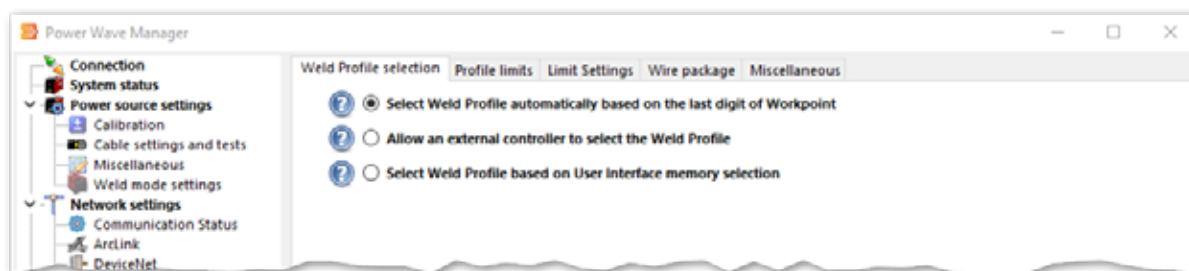 Power Wave Manager
Connection
System status
Power source settings
Calibration
Cable settings and tests
Miscellaneous
Weld mode settings
Network settings
Communication Status
ArcLink
DeviceNet
Weld Profile selection Profile limits Limit Settings Wire package Miscellaneous
Select Weld Profile automatically based on the last digit of Workpoint
Allow an external controller to select the Weld Profile
Select Weld Profile based on User Interface memory selection